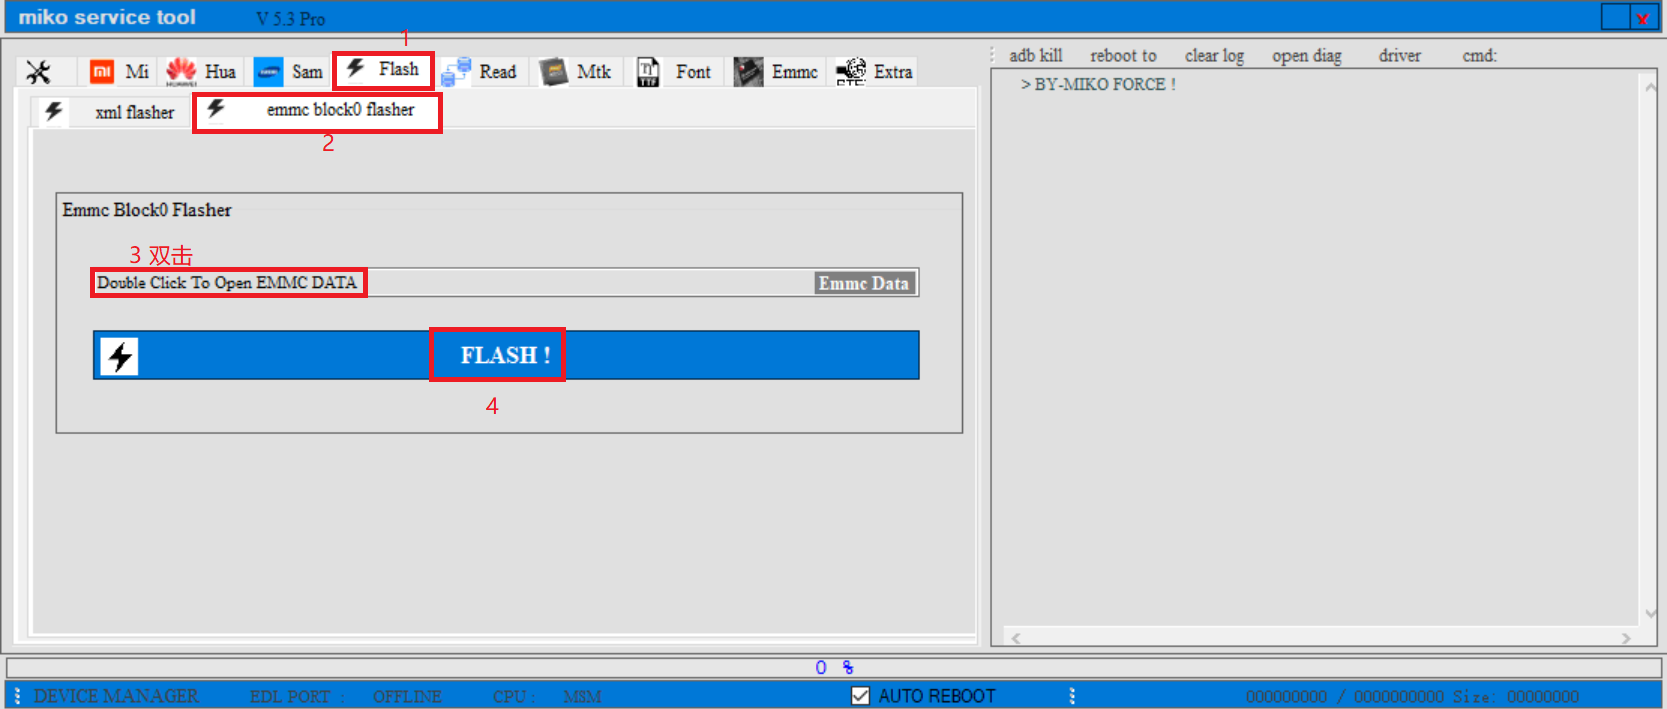 miko service tool V 5.3 Pro
1
Mi Hua Sam Flash Read Mtk Font Emmc Extra
adb kill reboot to clear log open diag driver cmd:
> BY-MIKO FORCE !
xml flasher emmc block0 flasher
2
Emmc Block0 Flasher
3 双击
Double Click To Open EMMC DATA Emmc Data
FLASH !
4
0 %
DEVICE MANAGER EDL PORT : OFFLINE CPU : MSM AUTO REBOOT 000000000 / 0000000000 Size: 00000000